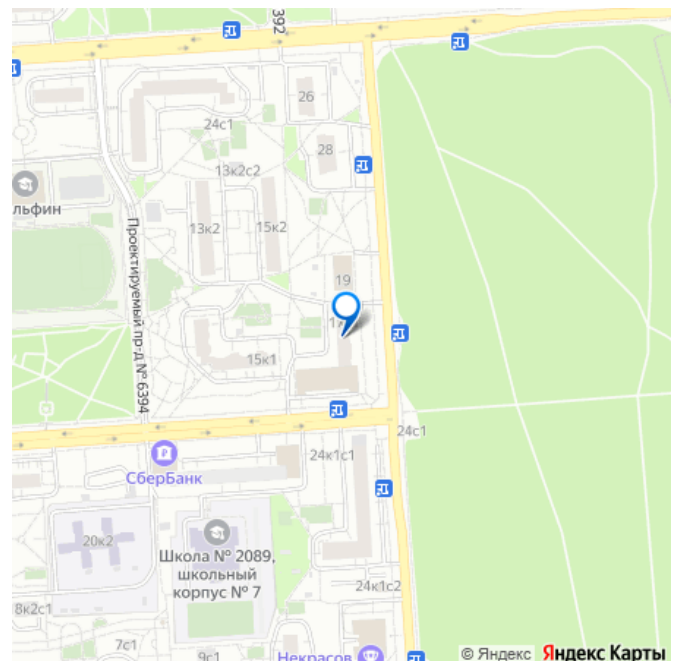 392
26
24с1
28
13к2с2
льфин
13к2
15к2
Проектируемый пр-д № 6394
19
15к1
24с1
СберБанк
24к1с1
20к2
Школа № 2089,
школьный
корпус № 7
24к1с2
8к2с1
7с1
9с1
Некрасов
© Яндекс Яндекс Карты